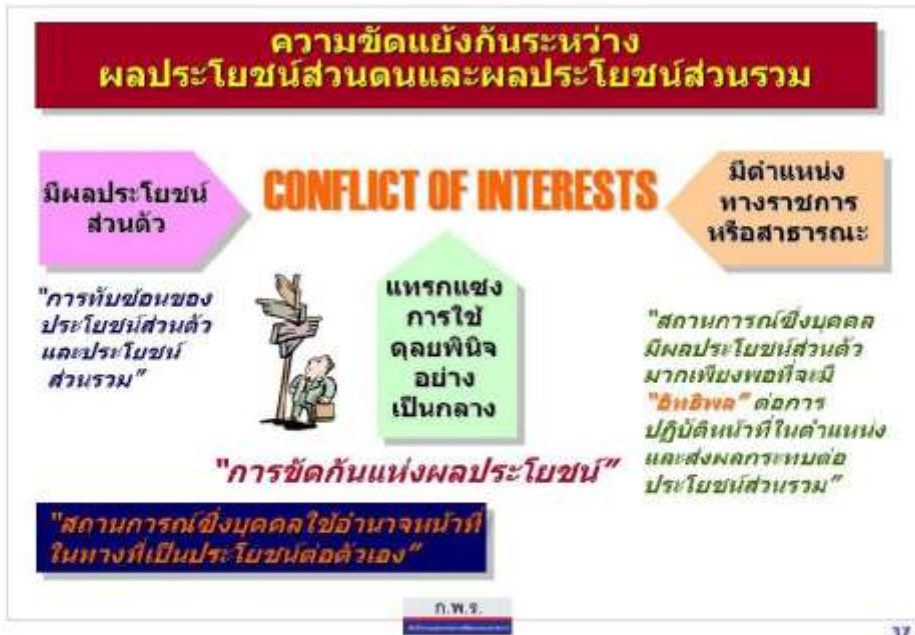 ความขัดแย้งกันระหว่าง
ผลประโยชน์ส่วนตนและผลประโยชน์ส่วนรวม
มีผลประโยชน์
ส่วนตัว
CONFLICT OF INTERESTS
มีตำแหน่ง
ทางราชการ
หรือสาธารณะ
"การทับซ้อนของ
ประโยชน์ส่วนตัว
และประโยชน์
ส่วนรวม"
แทรกแซง
การใช้
ดุลยพินิจ
อย่าง
เป็นกลาง
"สถานการณ์ซึ่งบุคคล
มีผลประโยชน์ส่วนตัว
มากเพียงพอที่จะมี
"อิทธิพล" ต่อการ
ปฏิบัติหน้าที่ในตำแหน่ง
และส่งผลกระทบต่อ
ประโยชน์ส่วนรวม"
"การขัดกันแห่งผลประโยชน์"
"สถานการณ์ซึ่งบุคคลใช้อำนาจหน้าที่
ในทางที่เป็นประโยชน์ต่อตัวเอง"
ก.พ.ร.
37